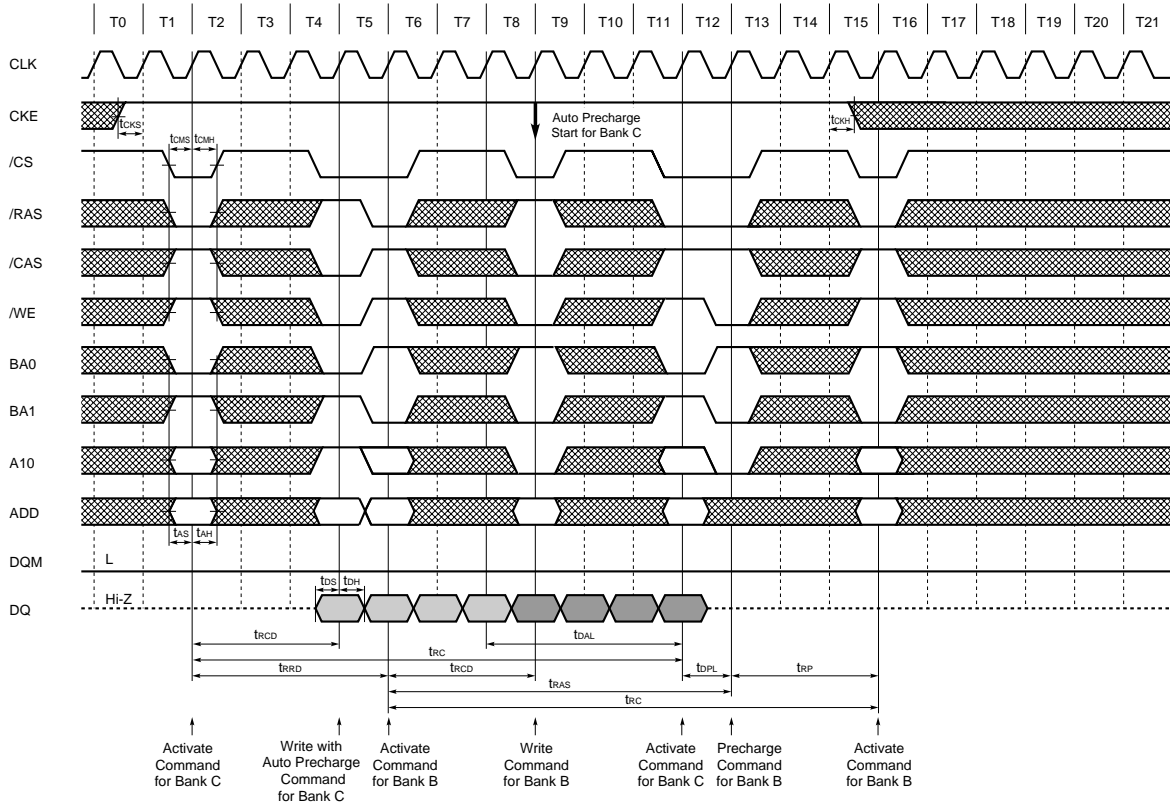 T0 T1 T2 T3 T4 T5 T6 T7 T8 T9 T10 T11 T12 T13 T14 T15 T16 T17 T18 T19 T20 T21
CLK
CKE
tCKS
Auto Precharge
Start for Bank C
tCKH
tCMS tCMH
/CS
/RAS
/CAS
/WE
BA0
BA1
A10
ADD
tAS tAH
DQM L
DQ Hi-Z
tDS tDH
tRCD tDAL
tRC
tRRD tRCD tDPL tRP
tRAS
tRC
Activate
Command
for Bank C
Write with
Auto Precharge
Command
for Bank C
Activate
Command
for Bank B
Write
Command
for Bank B
Activate
Command
for Bank C
Precharge
Command
for Bank B
Activate
Command
for Bank B